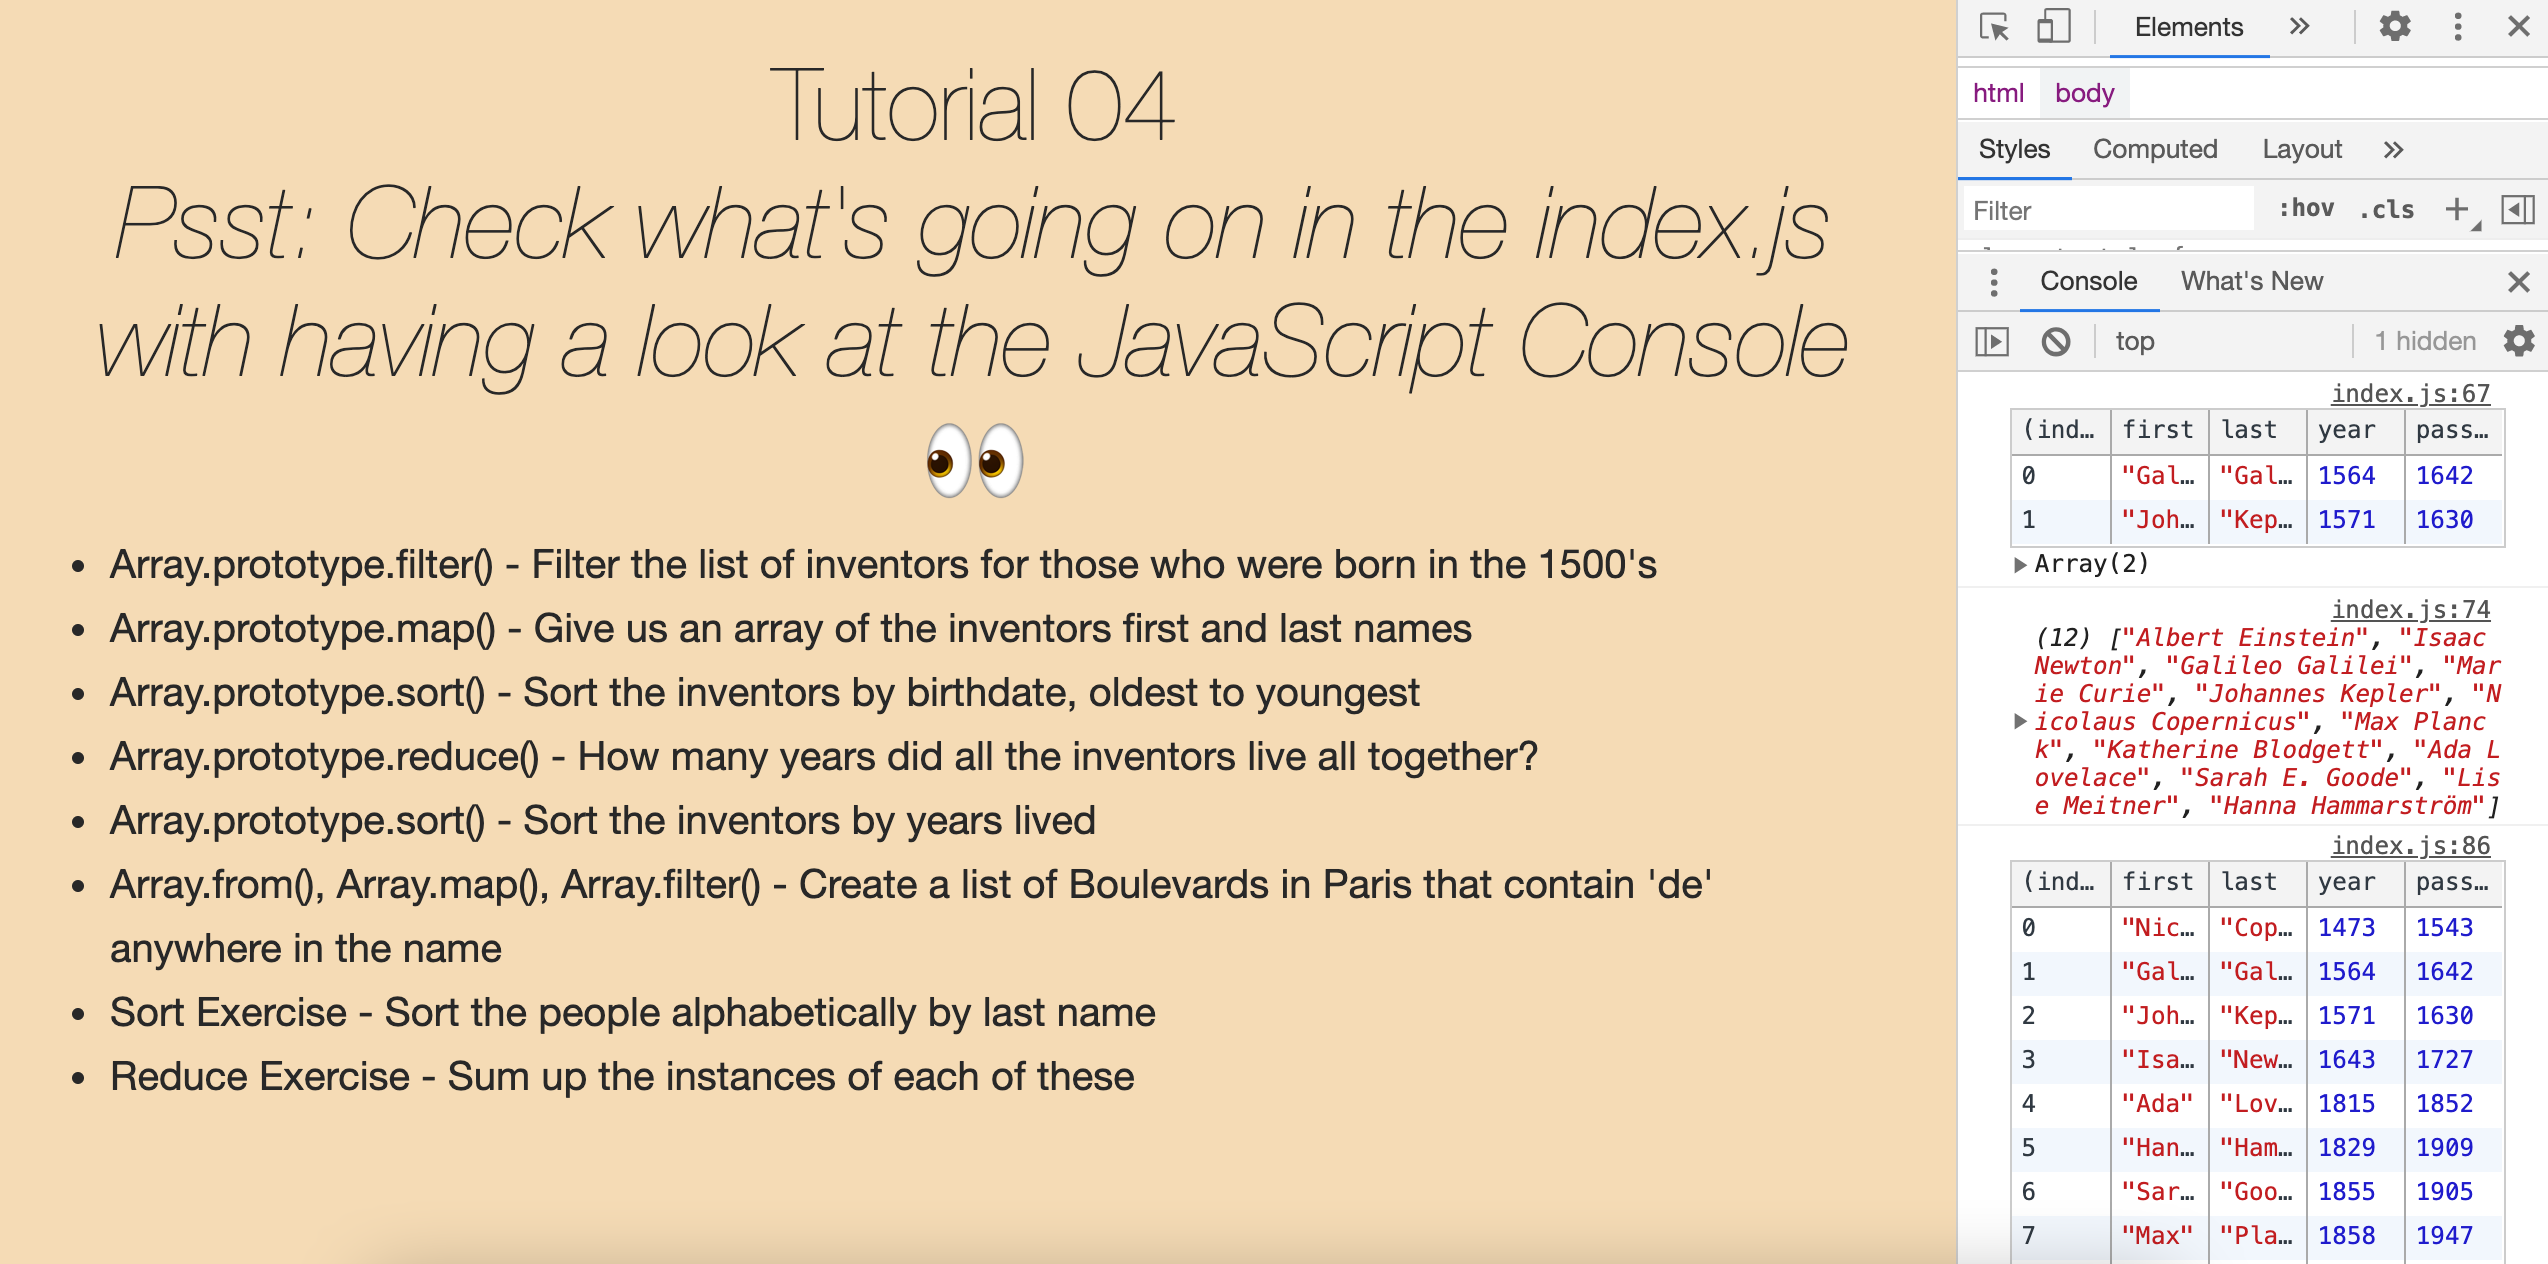 Tutorial 04
Psst: Check what's going on in the index.js
with having a look at the JavaScript Console
👀
• Array.prototype.filter() - Filter the list of inventors for those who were born in the 1500's
• Array.prototype.map() - Give us an array of the inventors first and last names
• Array.prototype.sort() - Sort the inventors by birthdate, oldest to youngest
• Array.prototype.reduce() - How many years did all the inventors live all together?
• Array.prototype.sort() - Sort the inventors by years lived
• Array.from(), Array.map(), Array.filter() - Create a list of Boulevards in Paris that contain 'de'
anywhere in the name
• Sort Exercise - Sort the people alphabetically by last name
• Reduce Exercise - Sum up the instances of each of these
Elements
html body
Styles Computed Layout
Filter :hov .cls
Console What's New
top 1 hidden
index.js:67
(ind… first last year pass…
0 "Gal… "Gal… 1564 1642
1 "Joh… "Kep… 1571 1630
Array(2)
index.js:74
(12) ["Albert Einstein", "Isaac
Newton", "Galileo Galilei", "Mar
ie Curie", "Johannes Kepler", "N
icolaus Copernicus", "Max Planc
k", "Katherine Blodgett", "Ada L
ovelace", "Sarah E. Goode", "Lis
e Meitner", "Hanna Hammarström"]
index.js:86
(ind… first last year pass…
0 "Nic… "Cop… 1473 1543
1 "Gal… "Gal… 1564 1642
2 "Joh… "Kep… 1571 1630
3 "Isa… "New… 1643 1727
4 "Ada" "Lov… 1815 1852
5 "Han… "Ham… 1829 1909
6 "Sar… "Goo… 1855 1905
7 "Max" "Pla… 1858 1947